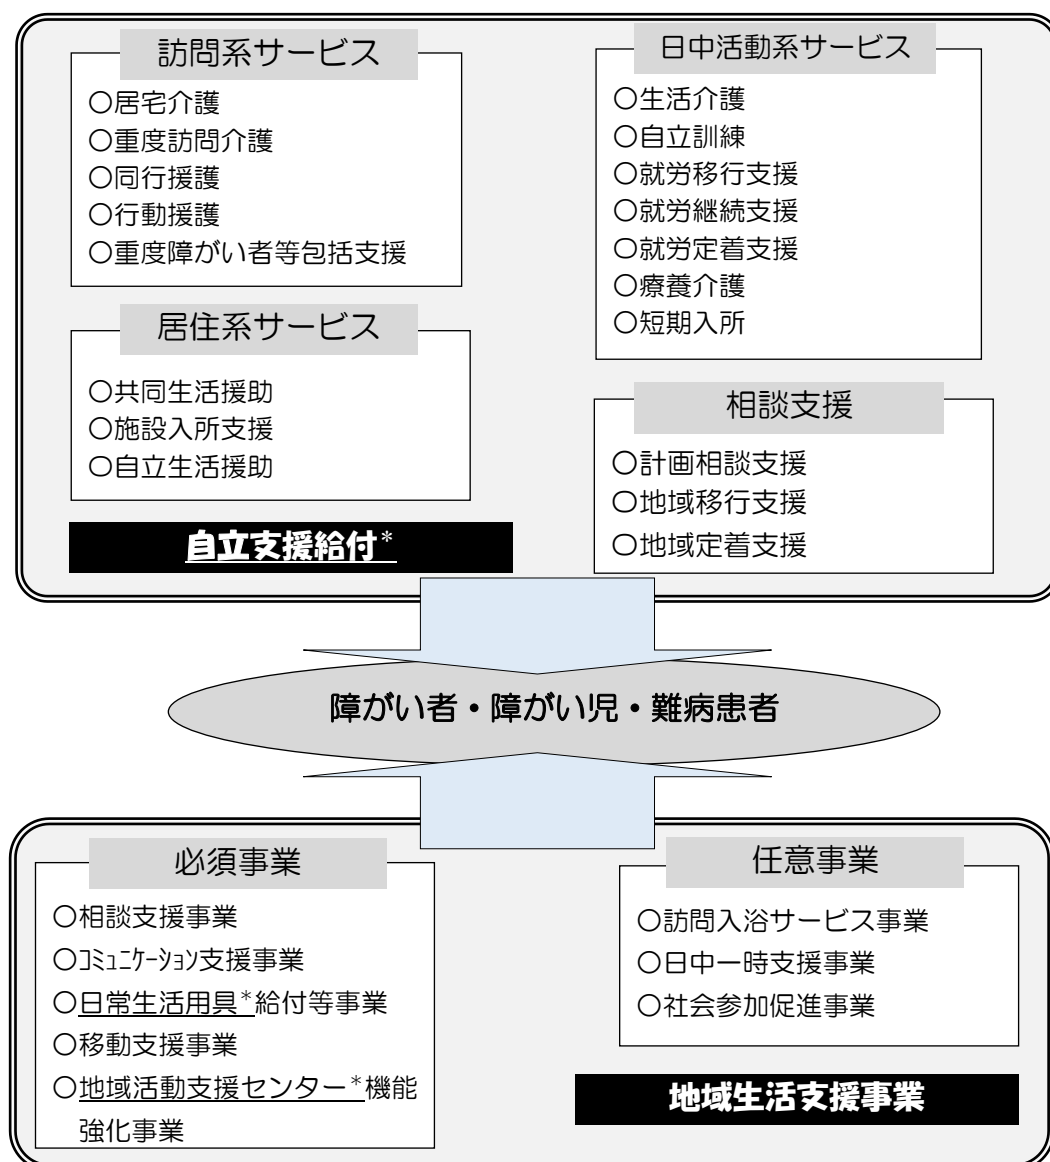 訪問系サービス
○居宅介護
○重度訪問介護
○同行援護
○行動援護
○重度障がい者等包括支援
日中活動系サービス
○生活介護
○自立訓練
○就労移行支援
○就労継続支援
○就労定着支援
○療養介護
○短期入所
居住系サービス
○共同生活援助
○施設入所支援
○自立生活援助
相談支援
○計画相談支援
○地域移行支援
○地域定着支援
自立支援給付*
障がい者・障がい児・難病患者
必須事業
○相談支援事業
○ｺﾐｭﾆｹｰｼｮﾝ支援事業
○日常生活用具*給付等事業
○移動支援事業
○地域活動支援センター*機能
強化事業
任意事業
○訪問入浴サービス事業
○日中一時支援事業
○社会参加促進事業
地域生活支援事業